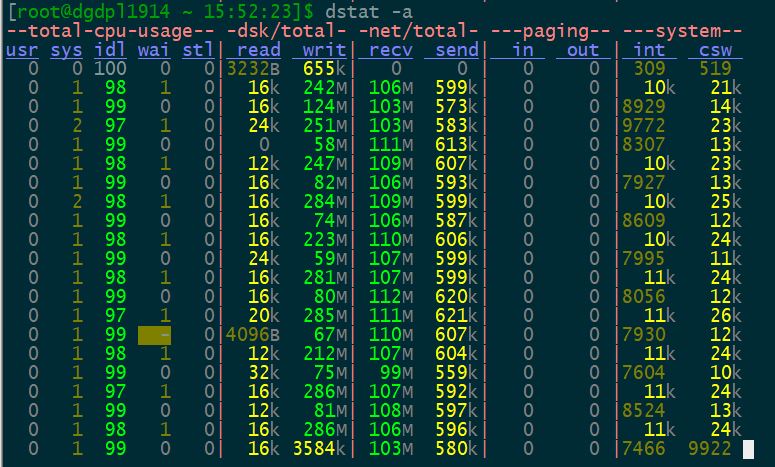 [root@dgdpl1914 ~ 15:52:23]$ dstat -a
--total-cpu-usage-- -dsk/total- -net/total- ---paging-- ---system--
usr sys idl wai stl| read  writ| recv  send|  in   out | int   csw
  0   0 100   0   0|3232B  655k|   0     0 |   0     0 | 309   519
  0   1  98   1   0|  16k  242M| 106M  599k|   0     0 |  10k   21k
  0   1  99   0   0|  16k  124M| 103M  573k|   0     0 |8929    14k
  0   2  97   1   0|  24k  251M| 103M  583k|   0     0 |9772    23k
  0   1  99   0   0|   0    58M| 111M  613k|   0     0 |8307    13k
  0   1  98   1   0|  12k  247M| 109M  607k|   0     0 |  10k   23k
  0   1  99   0   0|  16k   82M| 106M  593k|   0     0 |7927    13k
  0   2  98   1   0|  16k  284M| 109M  599k|   0     0 |  10k   25k
  0   1  99   0   0|  16k   74M| 106M  587k|   0     0 |8609    12k
  0   1  98   1   0|  16k  223M| 110M  606k|   0     0 |  10k   24k
  0   1  99   0   0|  24k   59M| 107M  599k|   0     0 |7995    11k
  0   1  98   1   0|  16k  281M| 107M  599k|   0     0 |  11k   24k
  0   1  99   0   0|  16k   80M| 112M  620k|   0     0 |8056    12k
  0   1  97   1   0|  20k  285M| 111M  621k|   0     0 |  11k   26k
  0   1  99   -   0|4096B   67M| 110M  607k|   0     0 |7930    12k
  0   1  98   1   0|  12k  212M| 107M  604k|   0     0 |  11k   24k
  0   1  99   0   0|  32k   75M|  99M  559k|   0     0 |7604    10k
  0   1  97   1   0|  16k  286M| 107M  592k|   0     0 |  11k   24k
  0   1  99   0   0|  12k   81M| 108M  597k|   0     0 |8524    13k
  0   1  98   1   0|  16k  286M| 106M  596k|   0     0 |  11k   24k
  0   1  99   0   0|  16k 3584k| 103M  580k|   0     0 |7466  9922